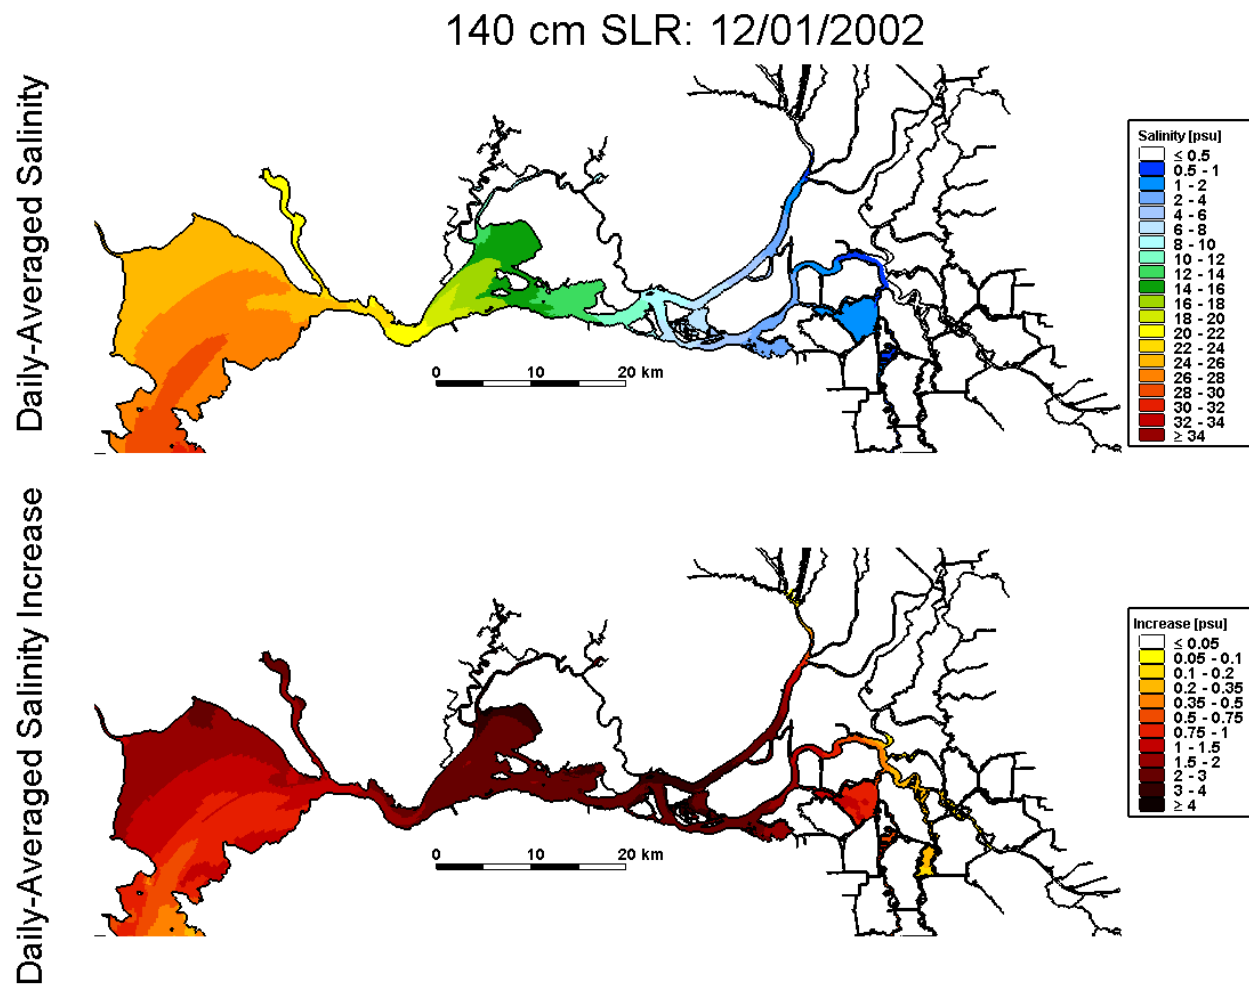 140 cm SLR: 12/01/2002
Daily-Averaged Salinity
0 10 20 km
Salinity [psu]
≤ 0.5
0.5 - 1
1 - 2
2 - 4
4 - 6
6 - 8
8 - 10
10 - 12
12 - 14
14 - 16
16 - 18
18 - 20
20 - 22
22 - 24
24 - 26
26 - 28
28 - 30
30 - 32
32 - 34
≥ 34
Daily-Averaged Salinity Increase
0 10 20 km
Increase [psu]
≤ 0.05
0.05 - 0.1
0.1 - 0.2
0.2 - 0.35
0.35 - 0.5
0.5 - 0.75
0.75 - 1
1 - 1.5
1.5 - 2
2 - 3
3 - 4
≥ 4